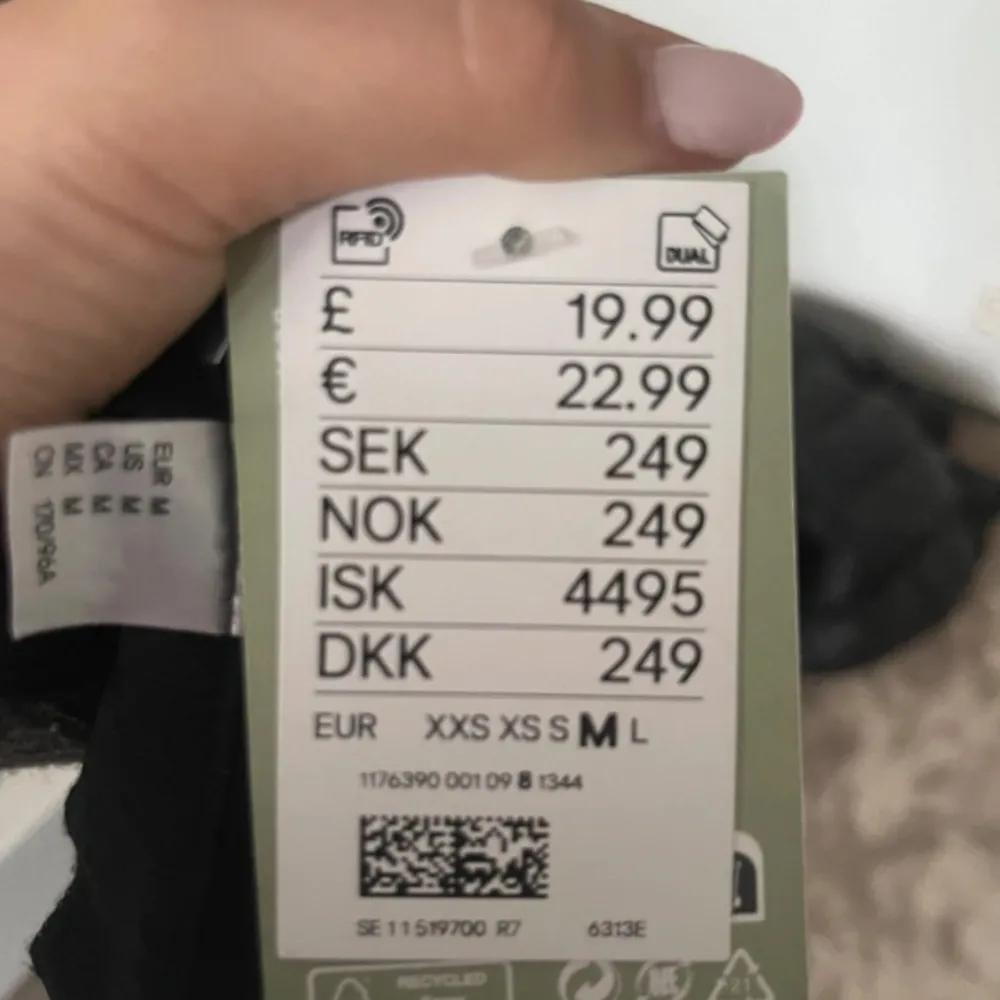 RFID
DUAL
£ 19.99
€ 22.99
SEK 249
NOK 249
ISK 4495
DKK 249
EUR XXS XS S M L
1176390 001 09 8 1344
SE 11 519700 R7 6313E
RECYCLED
21
EUR M
US M
CA M
MX M
CN 170/96A